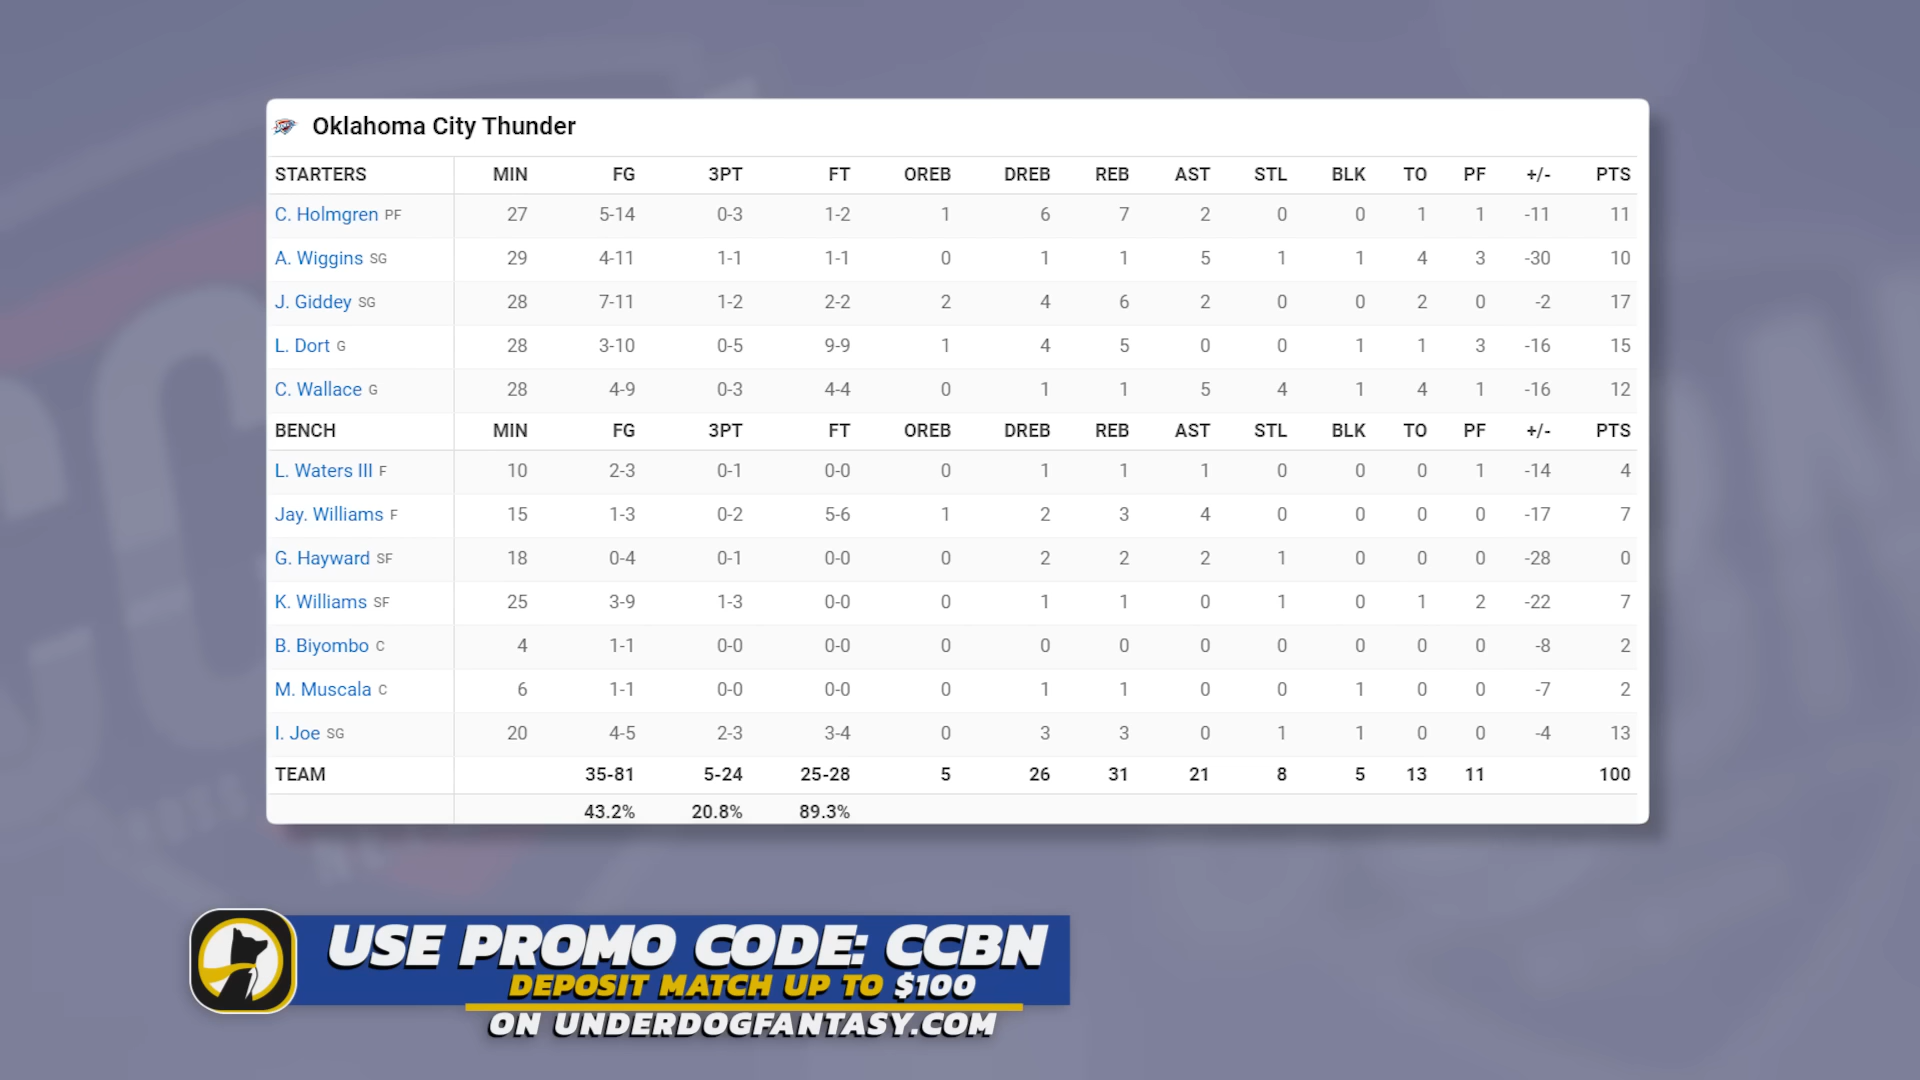 Oklahoma City Thunder
STARTERS MIN FG 3PT FT OREB DREB REB AST STL BLK TO PF +/- PTS
C. Holmgren PF 27 5-14 0-3 1-2 1 6 7 2 0 0 1 1 -11 11
A. Wiggins SG 29 4-11 1-1 1-1 0 1 1 5 1 1 4 3 -30 10
J. Giddey SG 28 7-11 1-2 2-2 2 4 6 2 0 0 2 0 -2 17
L. Dort G 28 3-10 0-5 9-9 1 4 5 0 0 1 1 3 -16 15
C. Wallace G 28 4-9 0-3 4-4 0 1 1 5 4 1 4 1 -16 12
BENCH MIN FG 3PT FT OREB DREB REB AST STL BLK TO PF +/- PTS
L. Waters III F 10 2-3 0-1 0-0 0 1 1 1 0 0 0 1 -14 4
Jay. Williams F 15 1-3 0-2 5-6 1 2 3 4 0 0 0 0 -17 7
G. Hayward SF 18 0-4 0-1 0-0 0 2 2 2 1 0 0 0 -28 0
K. Williams SF 25 3-9 1-3 0-0 0 1 1 0 1 0 1 2 -22 7
B. Biyombo C 4 1-1 0-0 0-0 0 0 0 0 0 0 0 0 -8 2
M. Muscala C 6 1-1 0-0 0-0 0 1 1 0 0 1 0 0 -7 2
I. Joe SG 20 4-5 2-3 3-4 0 3 3 0 1 1 0 0 -4 13
TEAM 35-81 5-24 25-28 5 26 31 21 8 5 13 11 100
43.2% 20.8% 89.3%
USE PROMO CODE: CCBN
DEPOSIT MATCH UP TO $100
ON UNDERDOGFANTASY.COM